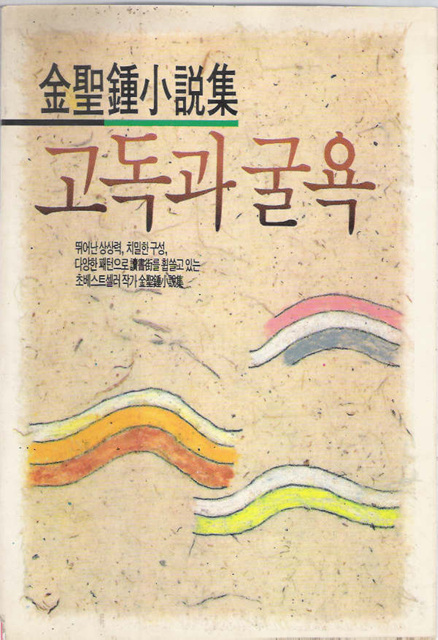 金聖鍾小説集
고독과 굴욕
뛰어난 상상력, 치밀한 구성,
다양한 패턴으로 讀書街를 휩쓸고 있는
초베스트셀러 작가 金聖鍾小説集